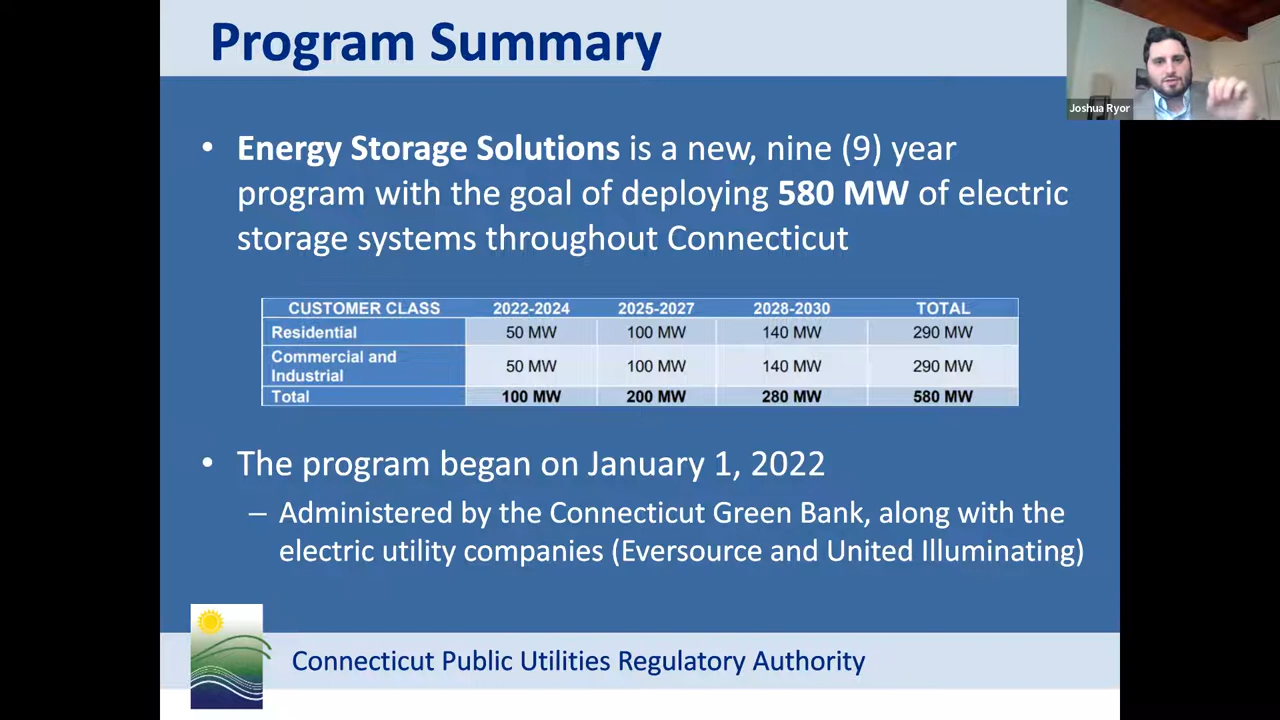 Program Summary
Joshua Ryor
• Energy Storage Solutions is a new, nine (9) year
program with the goal of deploying 580 MW of electric
storage systems throughout Connecticut
CUSTOMER CLASS 2022-2024 2025-2027 2028-2030 TOTAL
Residential 50 MW 100 MW 140 MW 290 MW
Commercial and
Industrial 50 MW 100 MW 140 MW 290 MW
Total 100 MW 200 MW 280 MW 580 MW
• The program began on January 1, 2022
– Administered by the Connecticut Green Bank, along with the
electric utility companies (Eversource and United Illuminating)
Connecticut Public Utilities Regulatory Authority